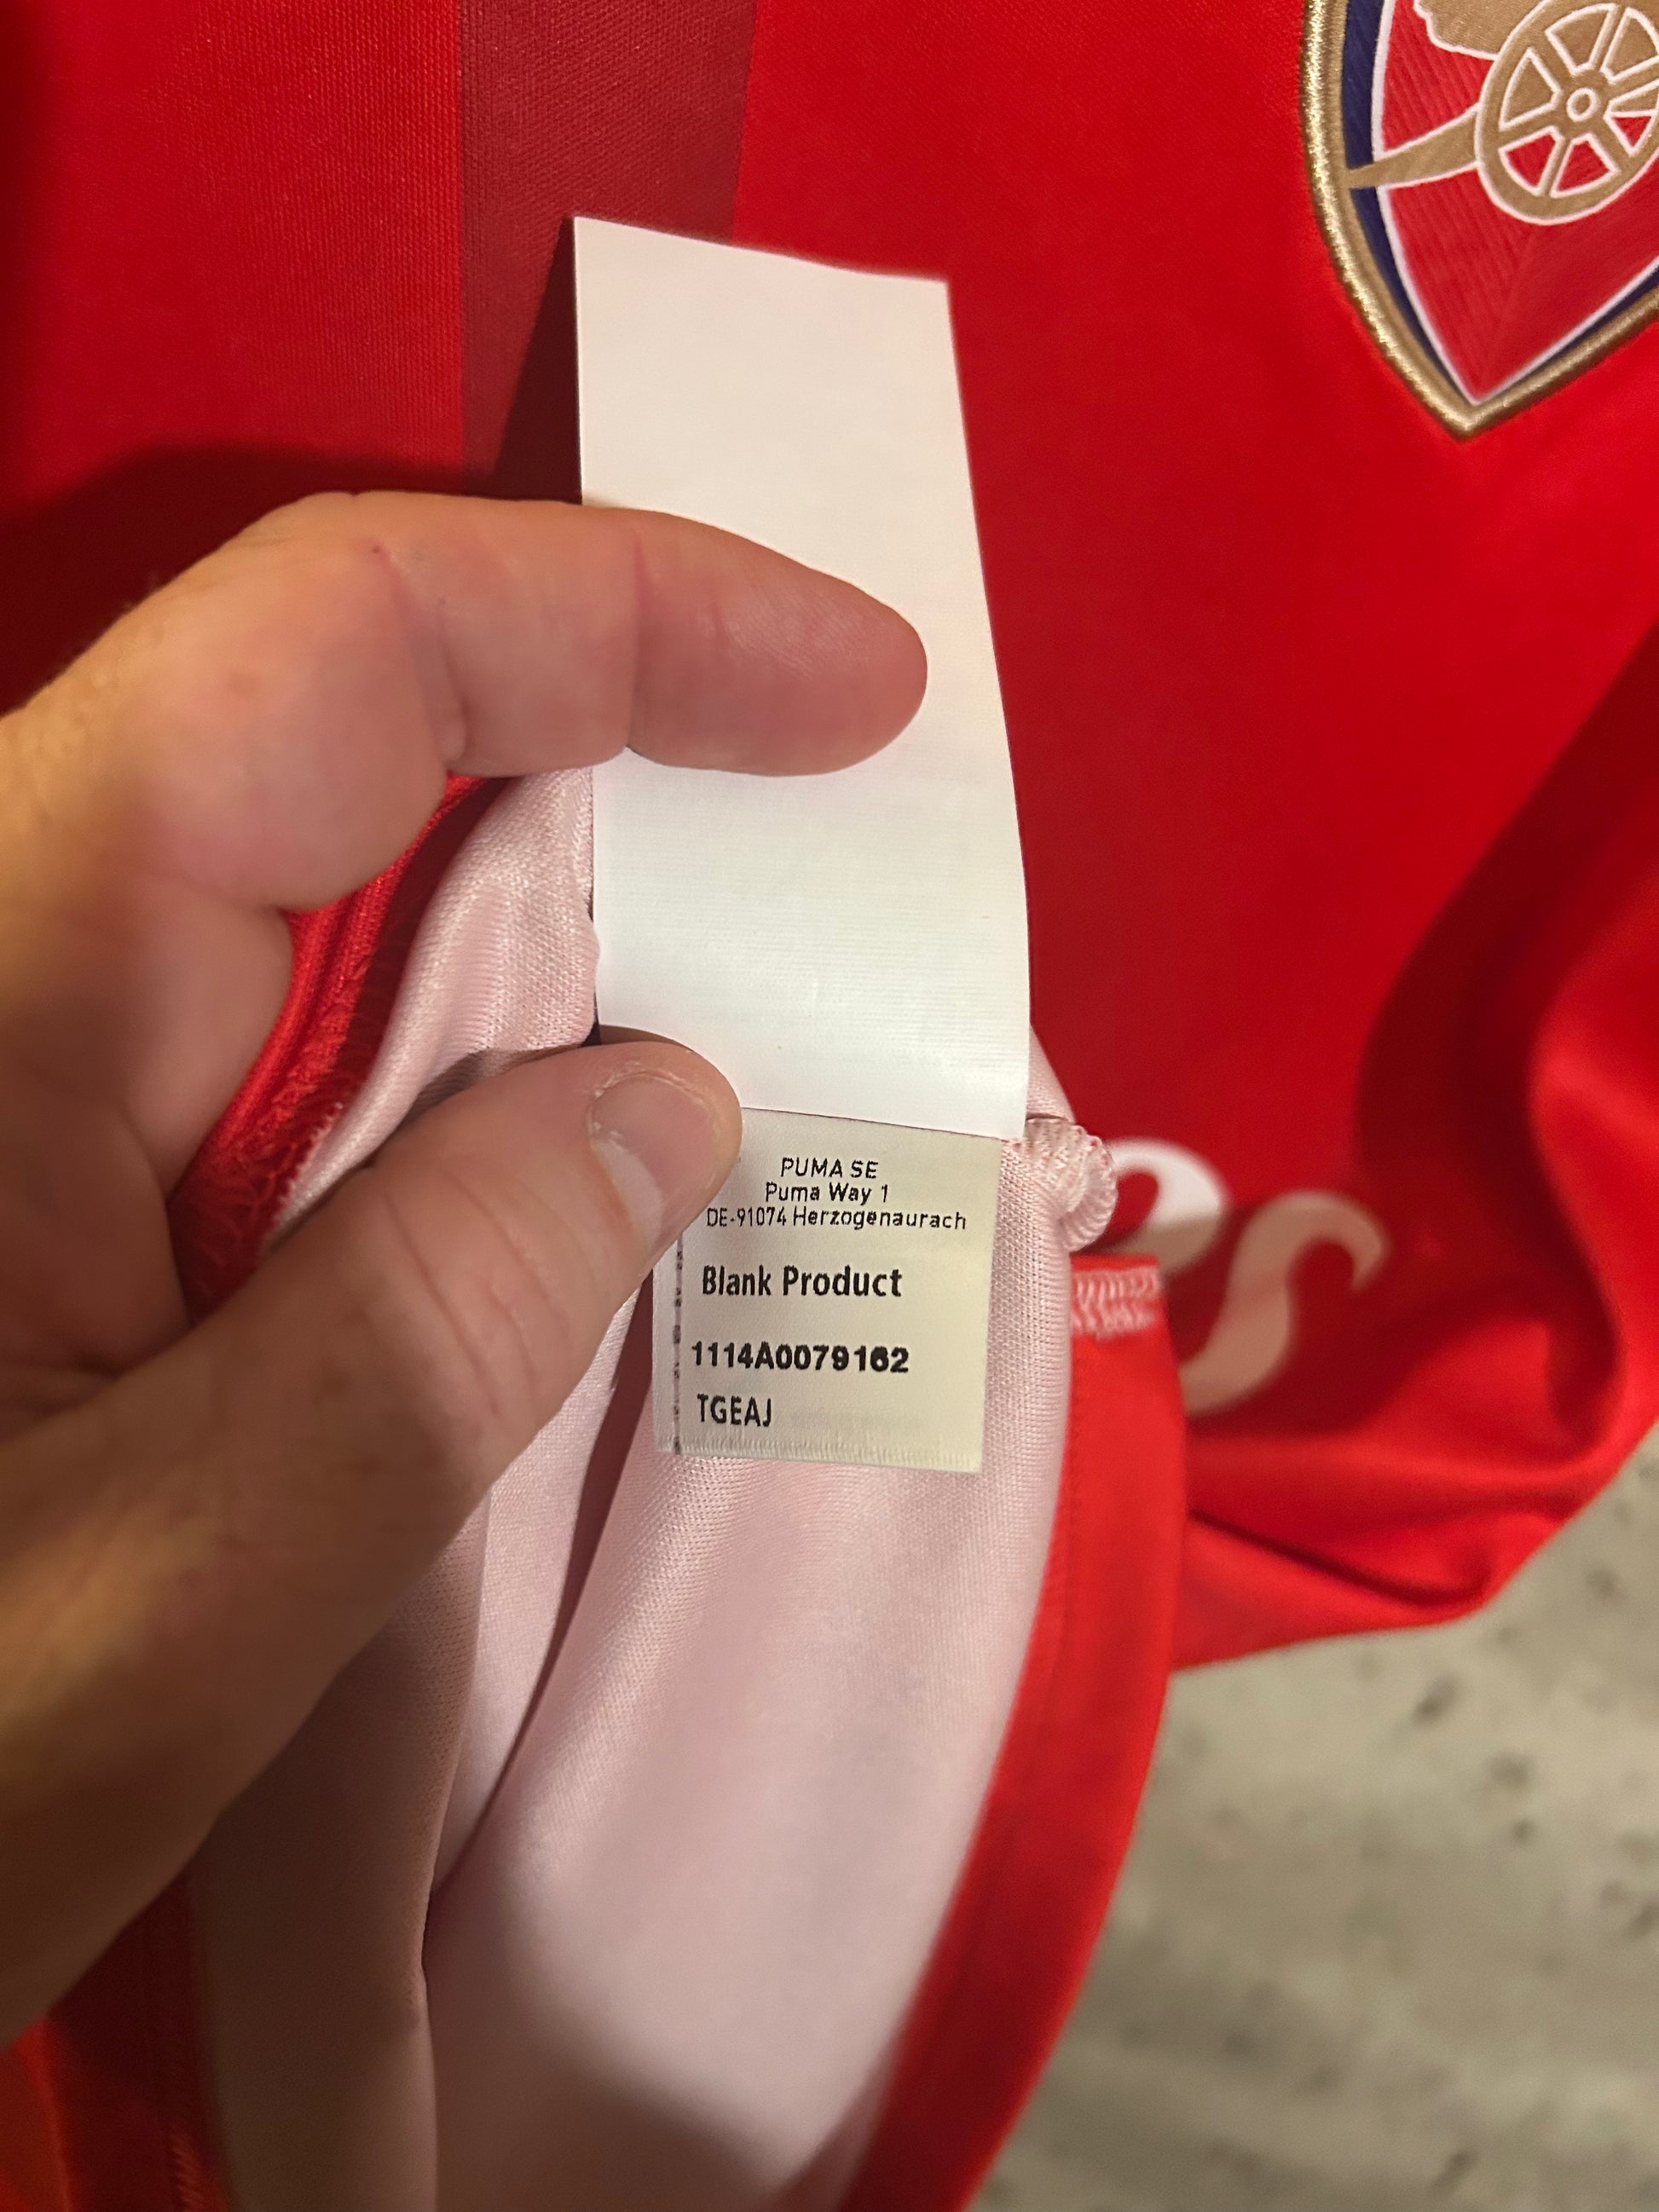 PUMA SE
Puma Way 1
DE-91074 Herzogenaurach
Blank Product
1114A0079162
TGEAJ